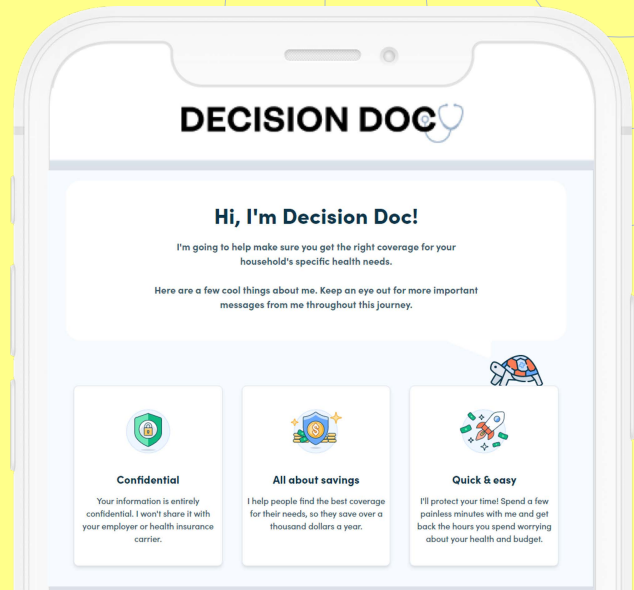 DECISION DOC
Hi, I'm Decision Doc!
I'm going to help make sure you get the right coverage for your
household's specific health needs.
Here are a few cool things about me. Keep an eye out for more important
messages from me throughout this journey.
Confidential
Your information is entirely
confidential. I won't share it with
your employer or health insurance
carrier.
All about savings
I help people find the best coverage
for their needs, so they save over a
thousand dollars a year.
Quick & easy
I'll protect your time! Spend a few
painless minutes with me and get
back the hours you spend worrying
about your health and budget.